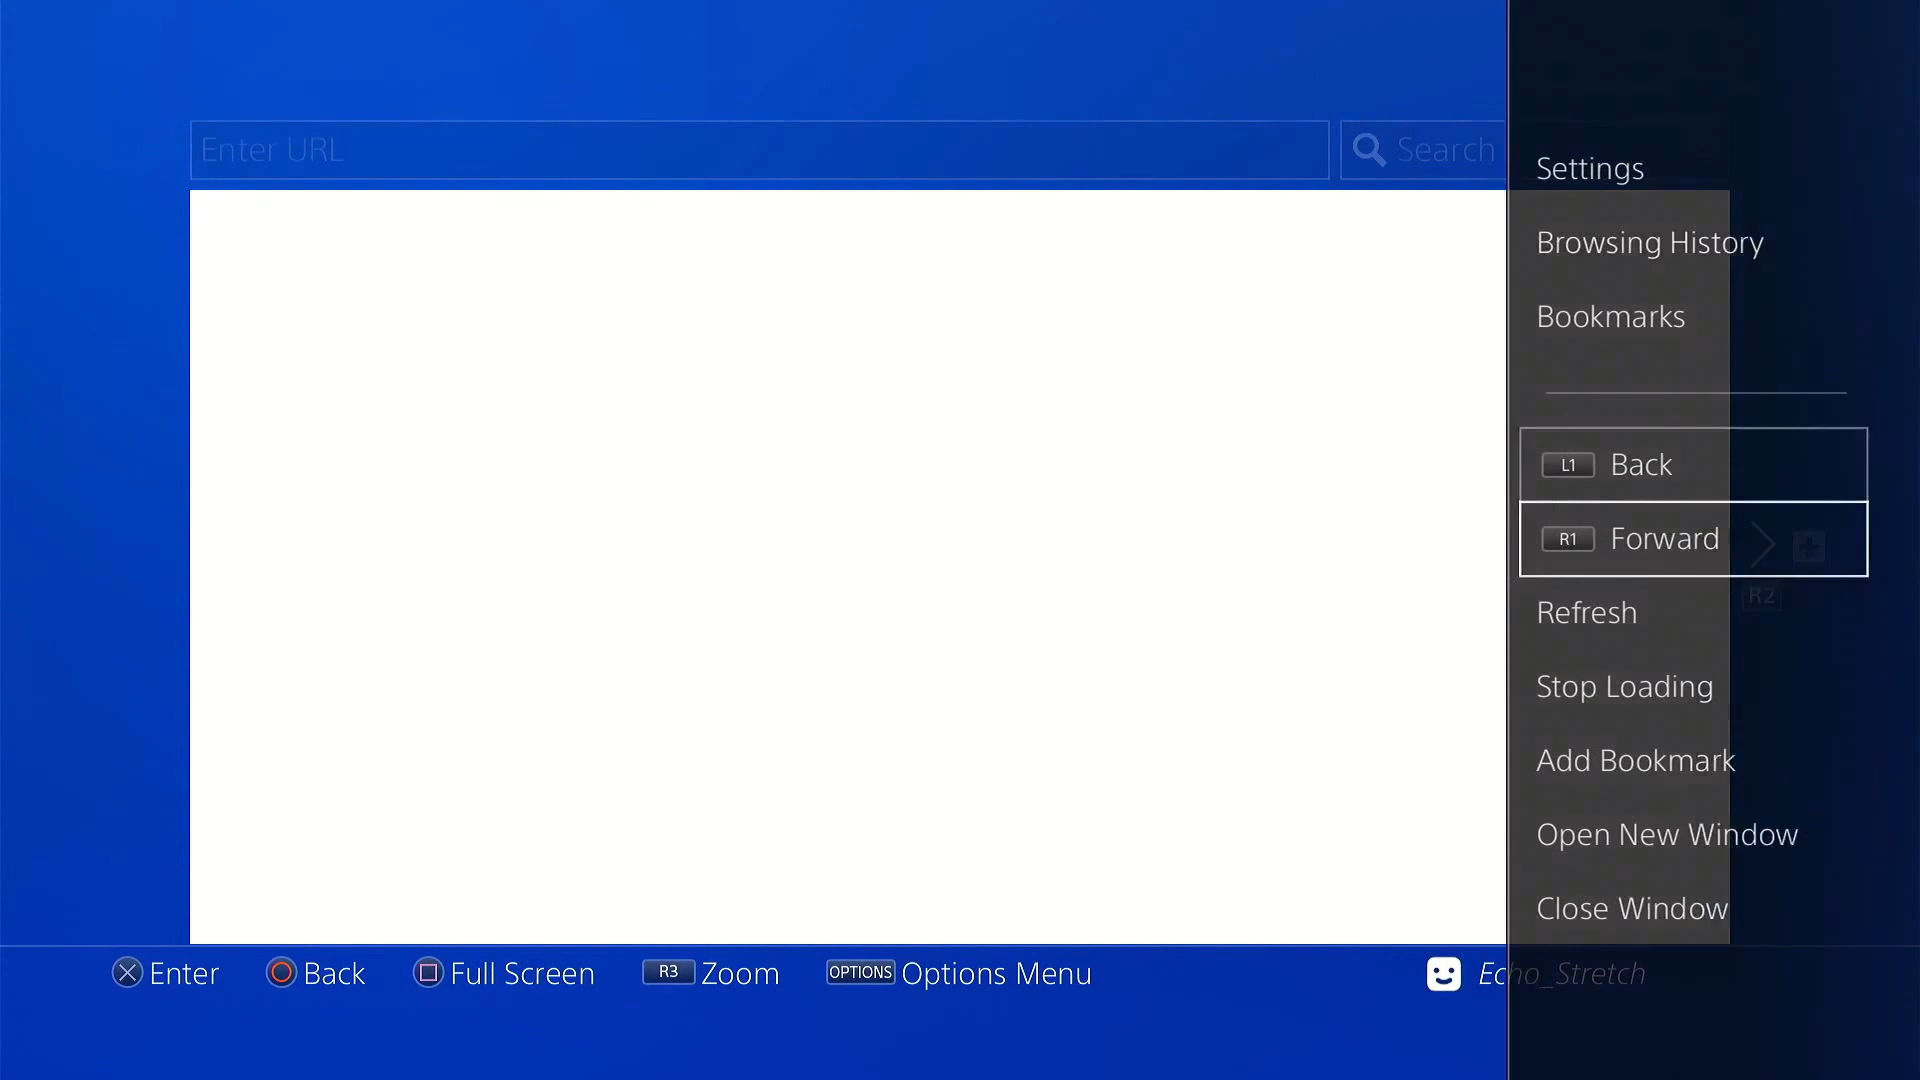 Enter URL
Search
Settings
Browsing History
Bookmarks
L1 Back
R1 Forward
R2
Refresh
Stop Loading
Add Bookmark
Open New Window
Close Window
Enter Back Full Screen R3 Zoom OPTIONS Options Menu Echo_Stretch